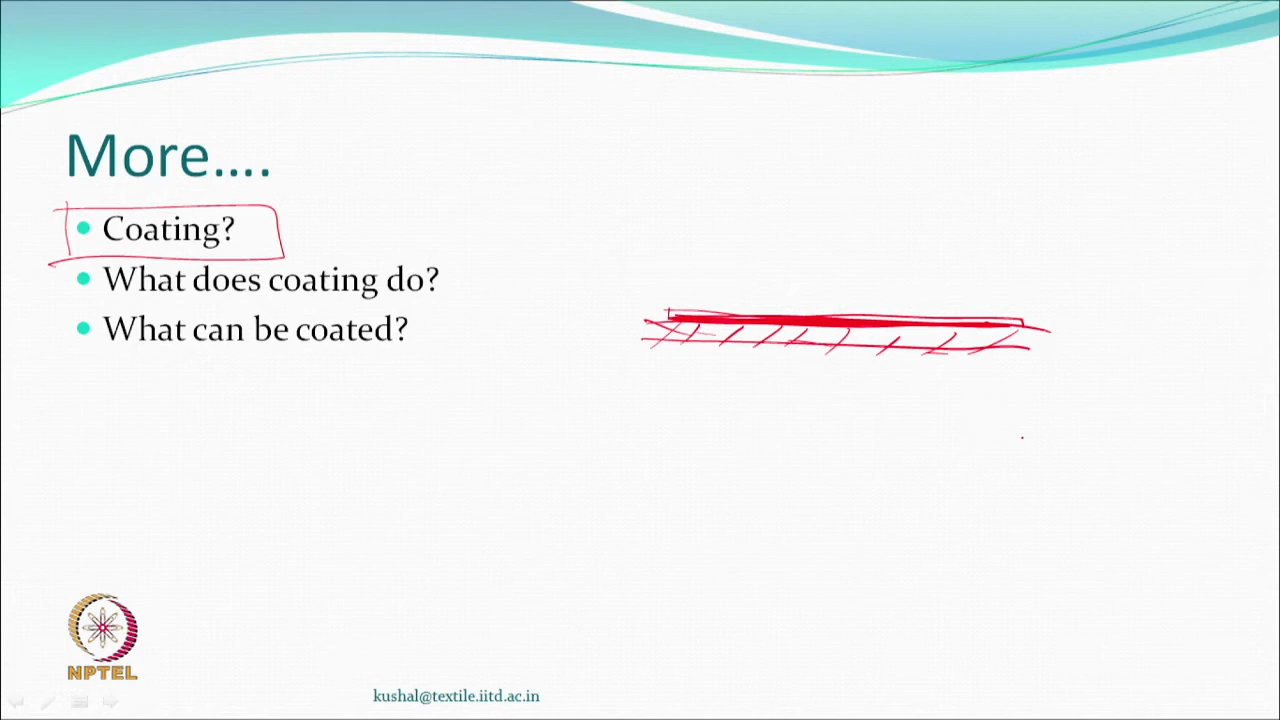 More....
Coating?
What does coating do?
What can be coated?
NPTEL
kushal@textile.iitd.ac.in